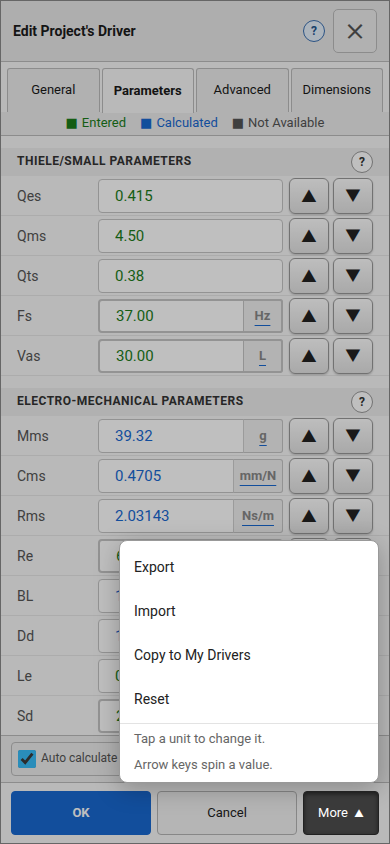 Edit Project's Driver ?
General Parameters Advanced Dimensions
Entered Calculated Not Available
THIELE/SMALL PARAMETERS ?
Qes 0.415
Qms 4.50
Qts 0.38
Fs 37.00 Hz
Vas 30.00 L
ELECTRO-MECHANICAL PARAMETERS ?
Mms 39.32 g
Cms 0.4705 mm/N
Rms 2.03143 Ns/m
Re
BL
Dd
Le
Sd
Export
Import
Copy to My Drivers
Reset
Tap a unit to change it.
Arrow keys spin a value.
Auto calculate
OK Cancel More ▲